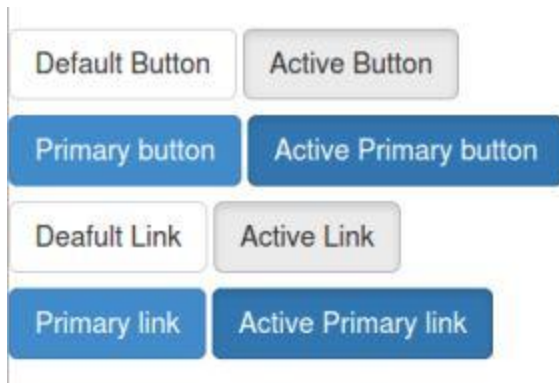 Default Button Active Button
Primary button Active Primary button
Deafult Link Active Link
Primary link Active Primary link